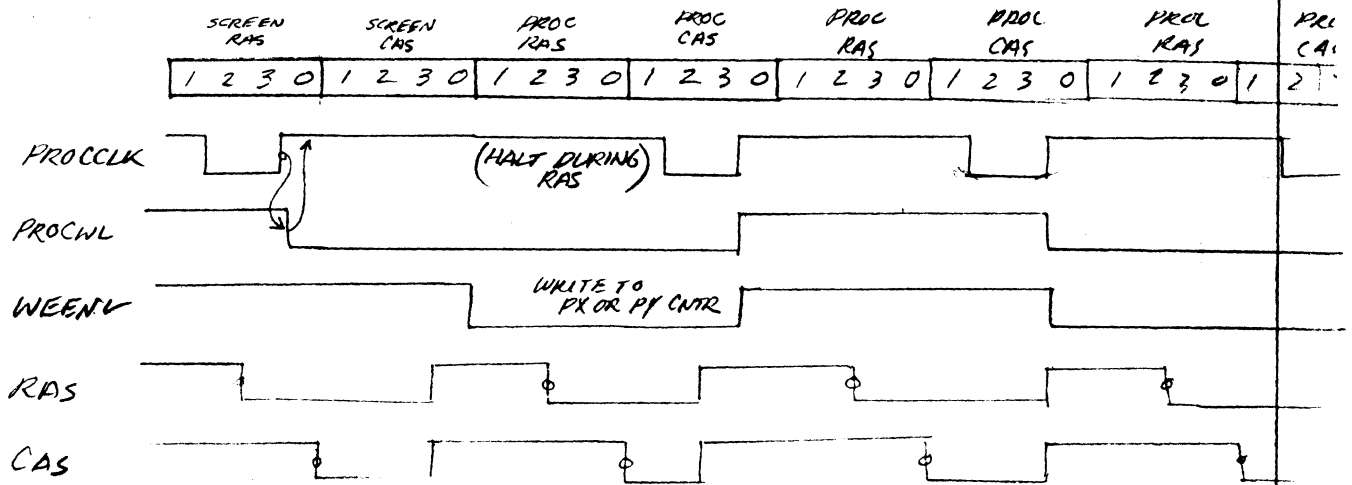 SCREEN SCREEN PROC PROC PROC PROC PROC
RAS CAS RAS CAS RAS CAS RAS
1 2 3 0 1 2 3 0 1 2 3 0 1 2 3 0 1 2 3 0 1 2 3 0 1 2 3 0 1 2
PROCCLK
(HALT DURING
RAS)
PROCWL
WEENV
WRITE TO
PX OR PY CNTR
RAS
CAS